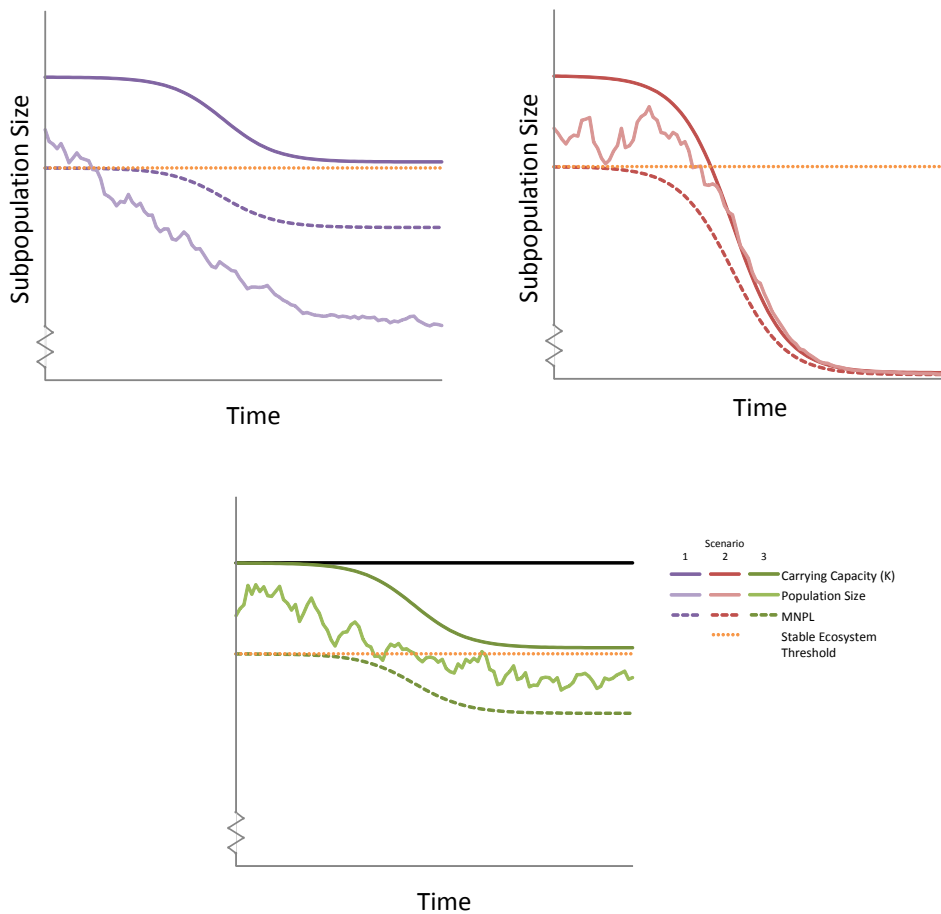 Subpopulation Size
Time
Subpopulation Size
Time
Time
Scenario
1 2 3
Carrying Capacity (K)
Population Size
MNPL
Stable Ecosystem
Threshold